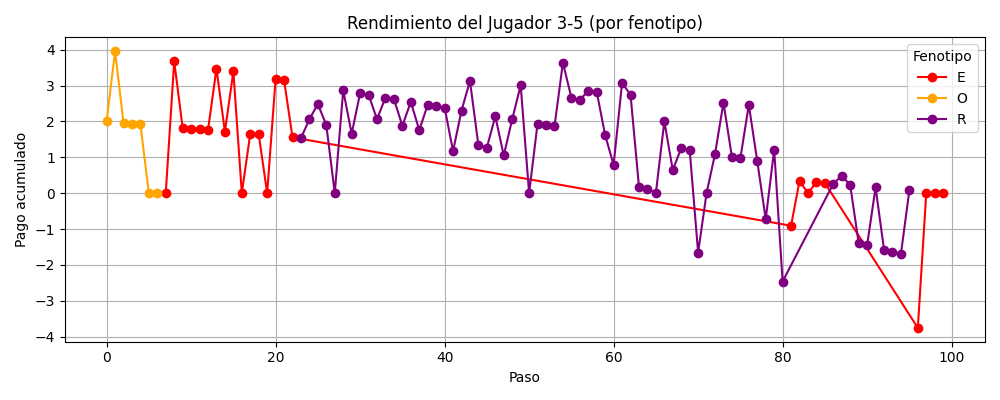 Rendimiento del Jugador 3-5 (por fenotipo)
Pago acumulado
4
3
2
1
0
−1
−2
−3
−4
0 20 40 60 80 100
Paso
Fenotipo
E
O
R